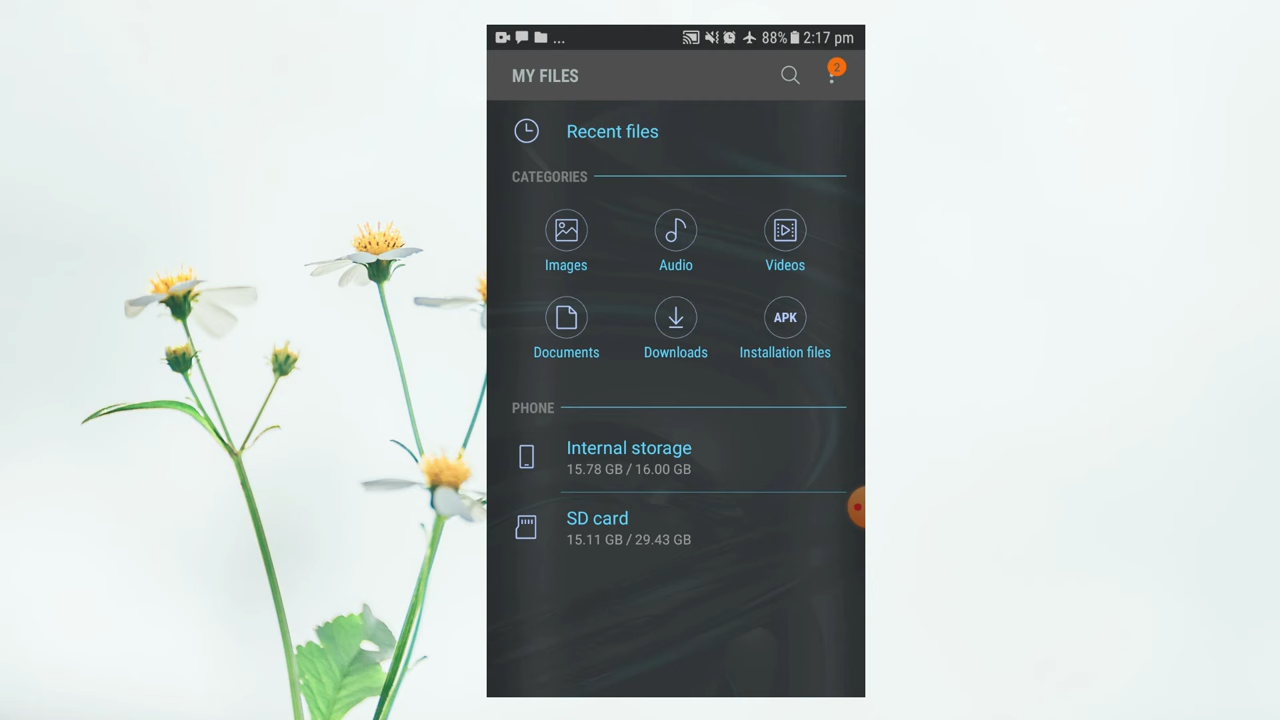 ... 88% 2:17 pm
MY FILES
2
Recent files
CATEGORIES
Images Audio Videos
APK
Documents Downloads Installation files
PHONE
Internal storage
15.78 GB / 16.00 GB
SD card
15.11 GB / 29.43 GB